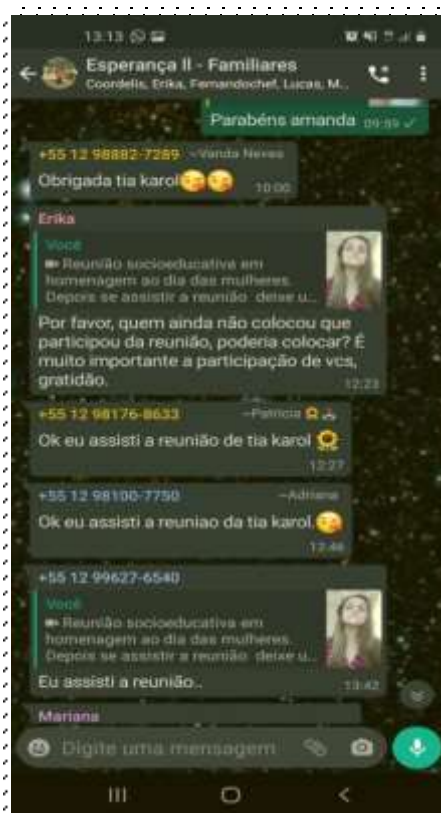 13:13
Esperança II - Familiares
Coordelis, Erika, Fernandochef, Lucas, M...
Parabéns amanda 09:59
+55 12 98882-7289 ~Vanda Neves
Obrigada tia karol
10:00
Erika
Você
Reunião socioeducativa em
homenagem ao dia das mulheres.
Depois se assistir a reunião deixe u...
Por favor, quem ainda não colocou que
participou da reunião, poderia colocar? É
muito importante a participação de vcs,
gratidão.
12:23
+55 12 98176-8633 ~Patricia
Ok eu assisti a reunião de tia karol
12:27
+55 12 98100-7750 ~Adriana
Ok eu assisti a reuniao da tia karol.
12:46
+55 12 99627-6540
Você
Reunião socioeducativa em
homenagem ao dia das mulheres.
Depois se assistir a reunião deixe u...
Eu assisti a reunião..
13:42
Mariana
Digite uma mensagem